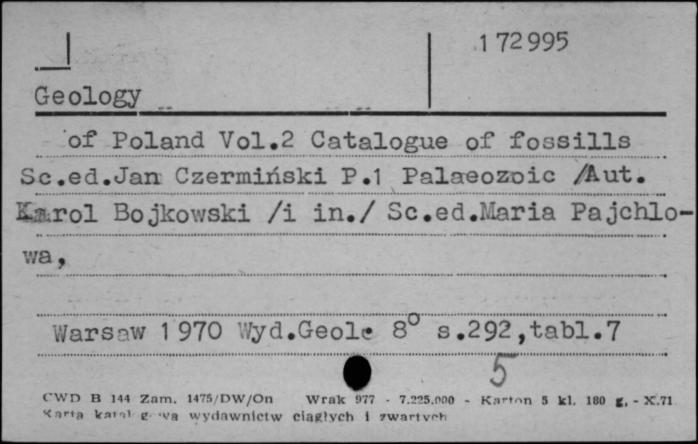 172995
Geology
of Poland Vol.2 Catalogue of fossills
Sc.ed.Jan Czermiński P.1 Palaeozoic /Aut.
Karol Bojkowski /i in./ Sc.ed.Maria Pajchlo-
wa,
Warsaw 1970 Wyd.Geol. 8° s.292,tabl.7
5
CWD B 144 Zam. 1475/DW/On Wrak 977 - 7.225.000 - Karton 5 kl. 180 g. - X.71
Karta katalogowa wydawnictw ciągłych i zwartych